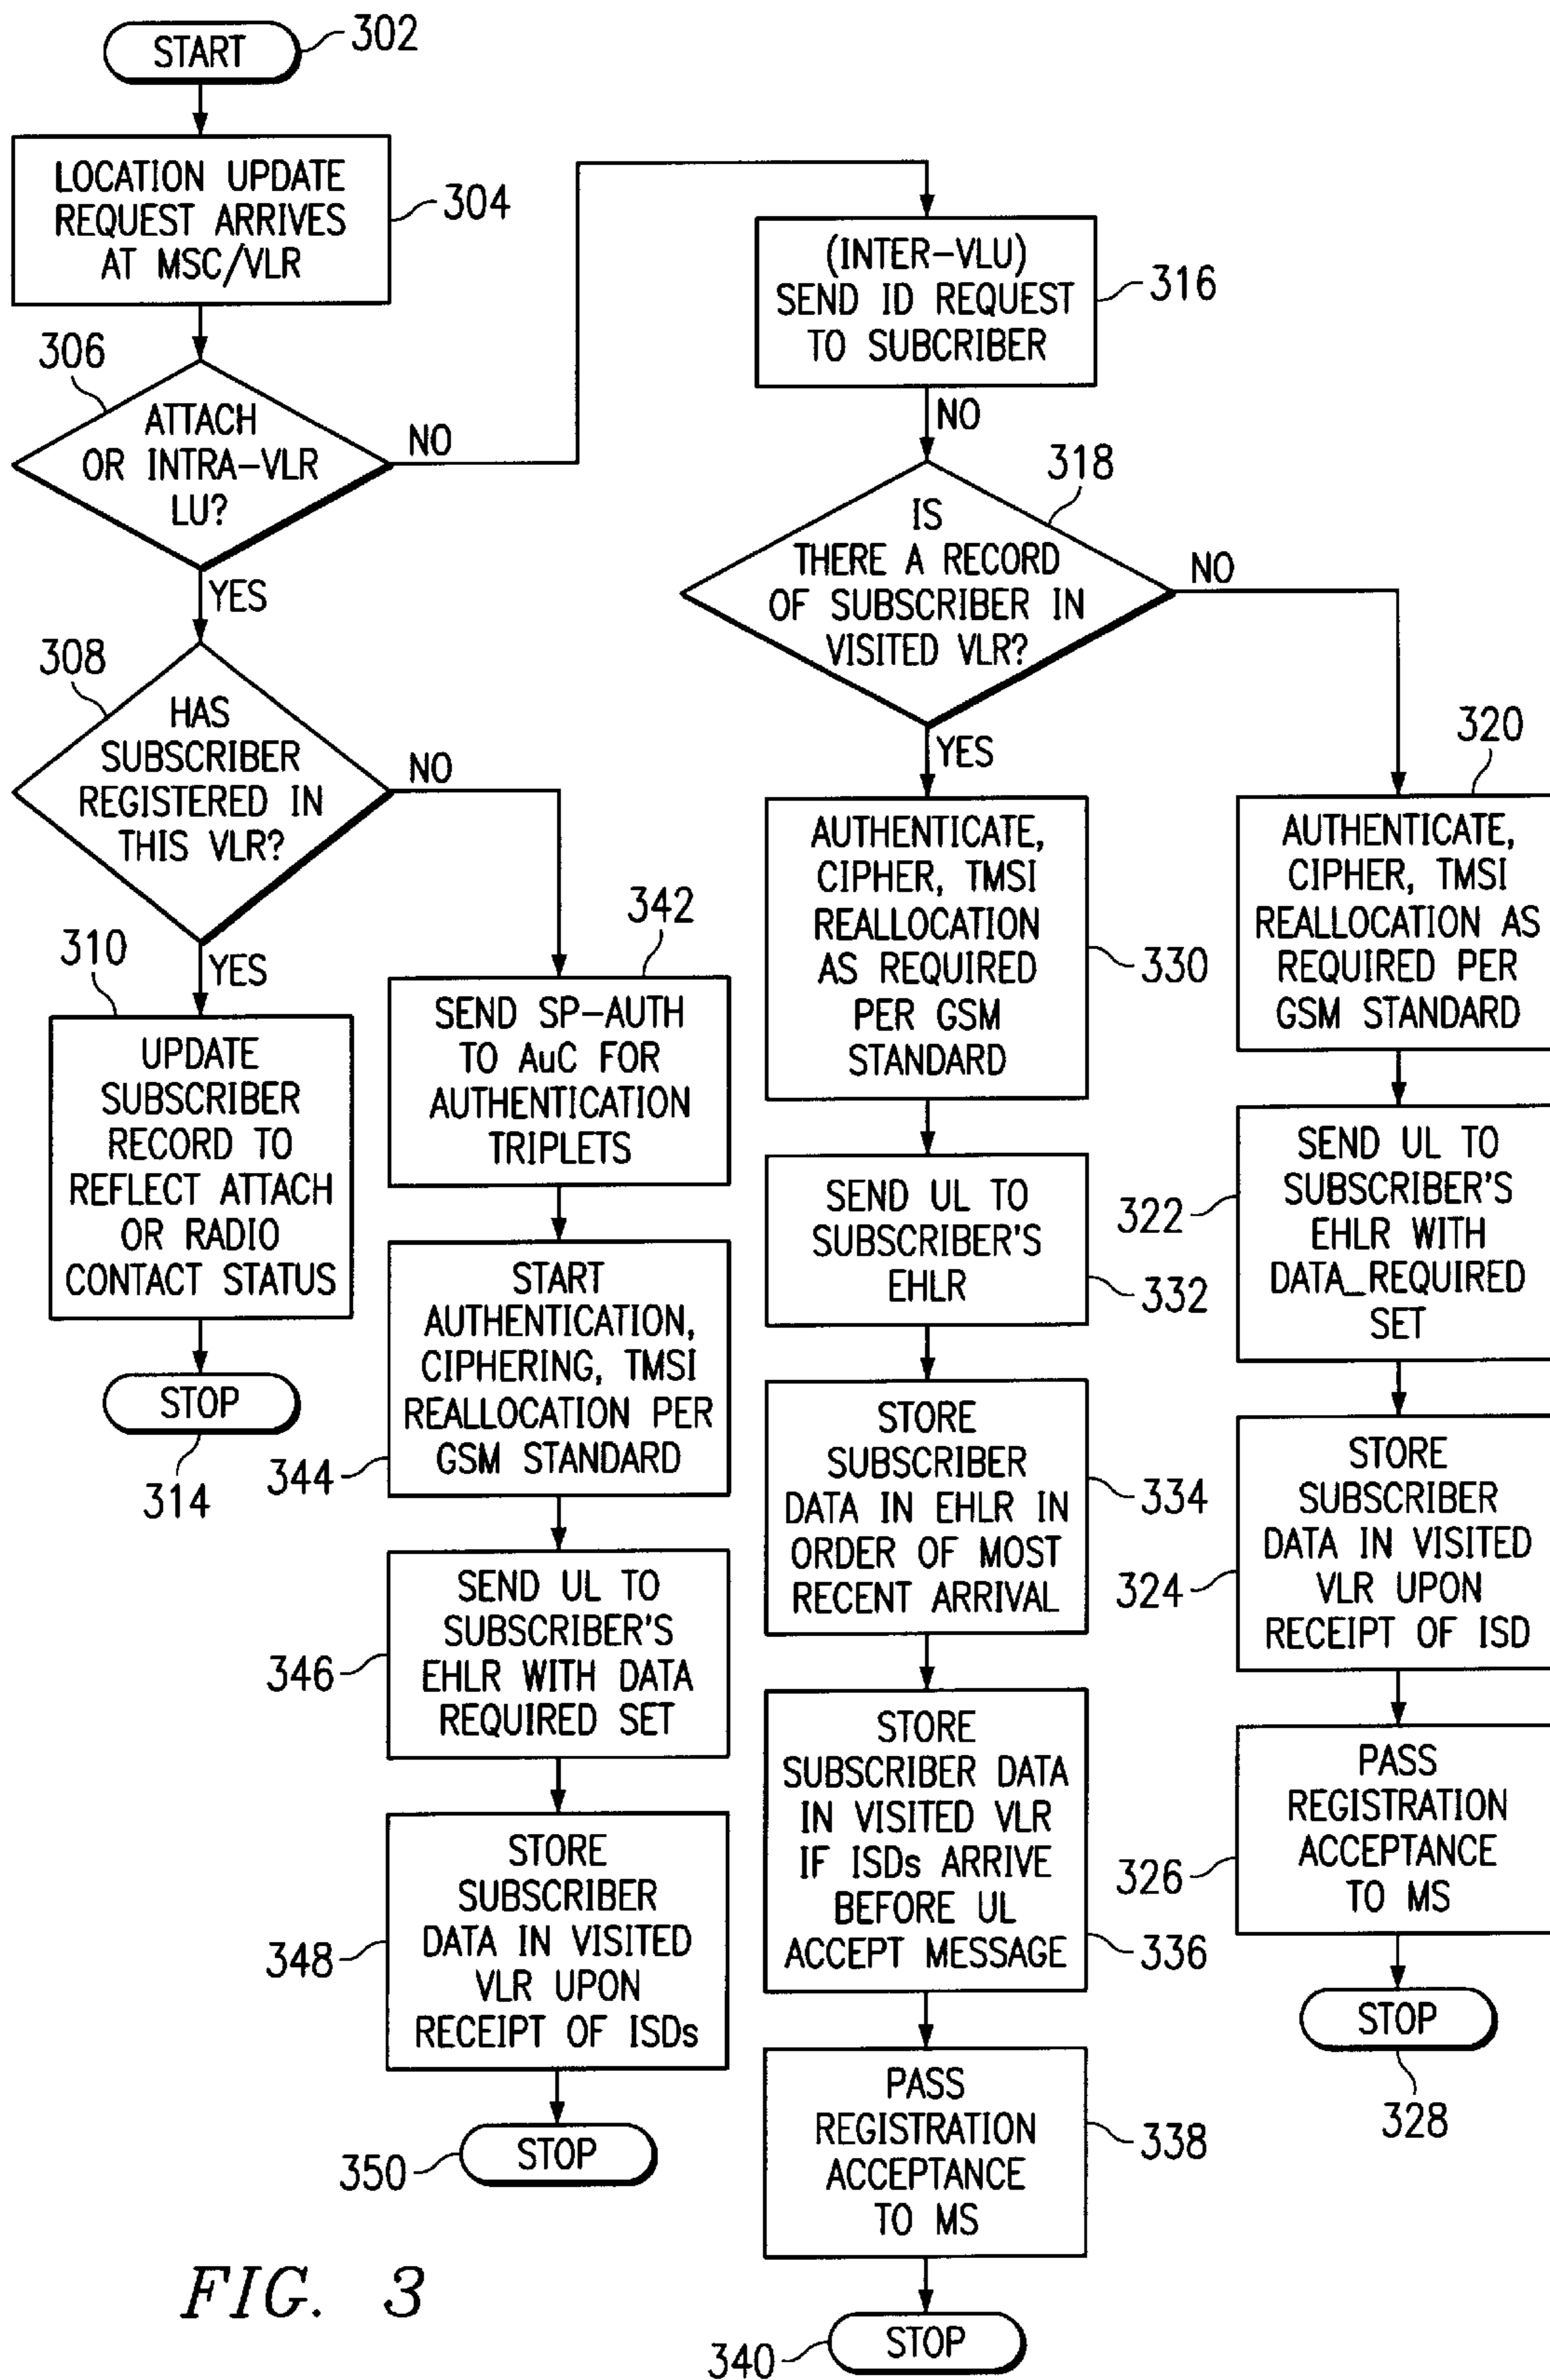 START
302
LOCATION UPDATE
REQUEST ARRIVES
AT MSC/VLR
304
306
ATTACH
OR INTRA-VLR
LU?
NO
YES
308
HAS
SUBSCRIBER
REGISTERED IN
THIS VLR?
NO
310
YES
UPDATE
SUBSCRIBER
RECORD TO
REFLECT ATTACH
OR RADIO
CONTACT STATUS
STOP
314
342
SEND SP-AUTH
TO AuC FOR
AUTHENTICATION
TRIPLETS
START
AUTHENTICATION,
CIPHERING, TMSI
REALLOCATION PER
GSM STANDARD
344
SEND UL TO
SUBSCRIBER'S
EHLR WITH DATA
REQUIRED SET
346
STORE
SUBSCRIBER
DATA IN VISITED
VLR UPON
RECEIPT OF ISDs
348
STOP
350
(INTER-VLU)
SEND ID REQUEST
TO SUBCRIBER
316
NO
318
IS
THERE A RECORD
OF SUBSCRIBER IN
VISITED VLR?
NO
YES
AUTHENTICATE,
CIPHER, TMSI
REALLOCATION
AS REQUIRED
PER GSM
STANDARD
330
SEND UL TO
SUBSCRIBER'S
EHLR
332
STORE
SUBSCRIBER
DATA IN EHLR IN
ORDER OF MOST
RECENT ARRIVAL
334
STORE
SUBSCRIBER DATA
IN VISITED VLR
IF ISDs ARRIVE
BEFORE UL
ACCEPT MESSAGE
336
PASS
REGISTRATION
ACCEPTANCE
TO MS
338
STOP
340
320
AUTHENTICATE,
CIPHER, TMSI
REALLOCATION AS
REQUIRED PER
GSM STANDARD
SEND UL TO
SUBSCRIBER'S
EHLR WITH
DATA_REQUIRED
SET
322
STORE
SUBSCRIBER
DATA IN VISITED
VLR UPON
RECEIPT OF ISD
324
PASS
REGISTRATION
ACCEPTANCE
TO MS
326
STOP
328
FIG. 3